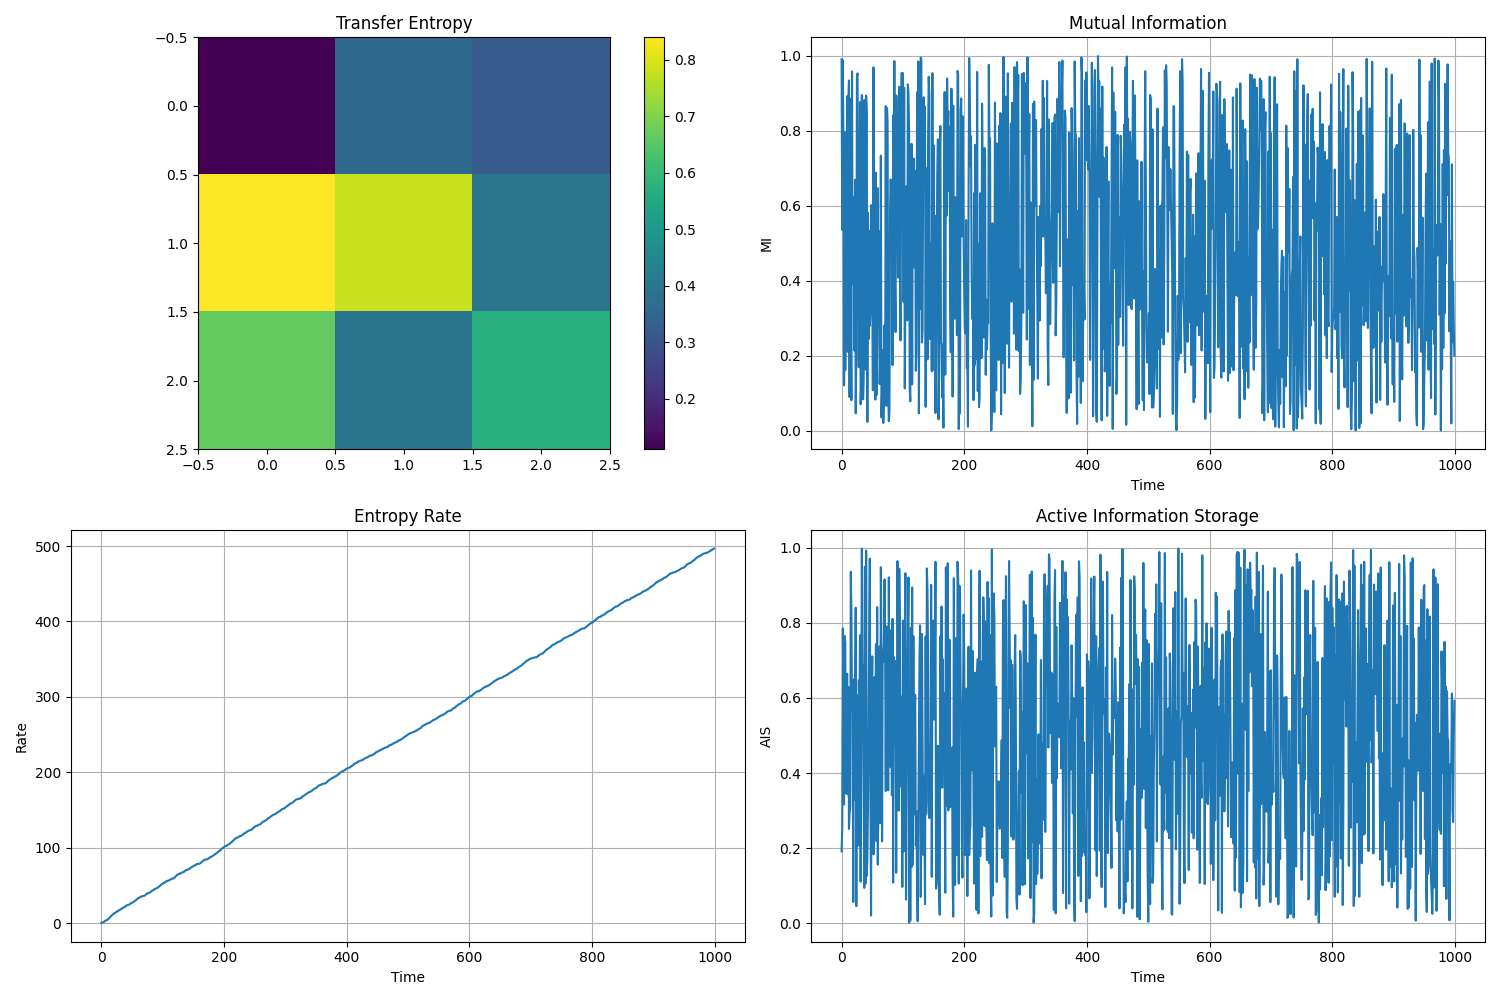 Transfer Entropy
−0.5
0.0
0.5
1.0
1.5
2.0
2.5
−0.5 0.0 0.5 1.0 1.5 2.0 2.5
0.8
0.7
0.6
0.5
0.4
0.3
0.2
Mutual Information
1.0
0.8
0.6
0.4
0.2
0.0
MI
0 200 400 600 800 1000
Time
Entropy Rate
500
400
300
200
100
0
Rate
0 200 400 600 800 1000
Time
Active Information Storage
1.0
0.8
0.6
0.4
0.2
0.0
AIS
0 200 400 600 800 1000
Time